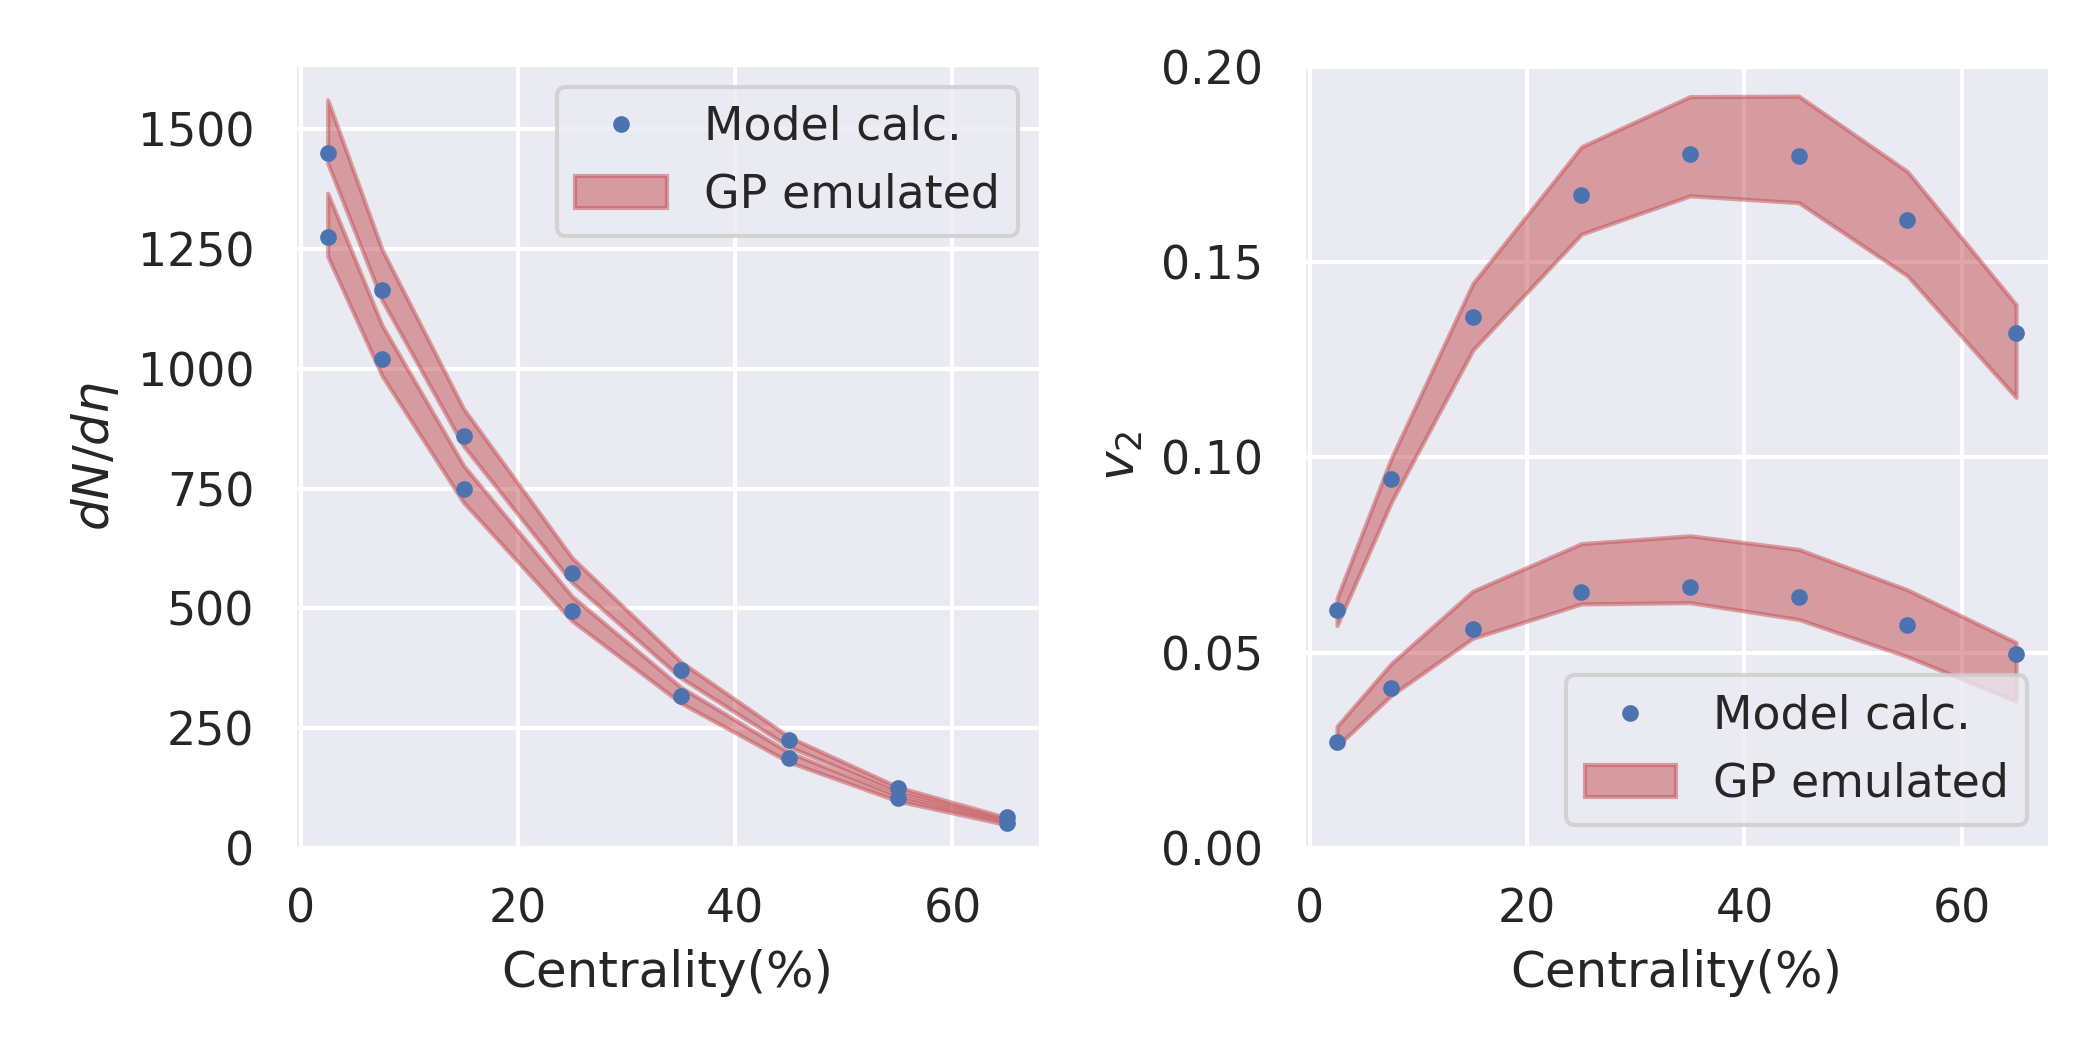 1500
1250
1000
750
500
250
0
dN/dη
0 20 40 60
Centrality(%)
Model calc.
GP emulated
0.20
0.15
0.10
0.05
0.00
v₂
0 20 40 60
Centrality(%)
Model calc.
GP emulated